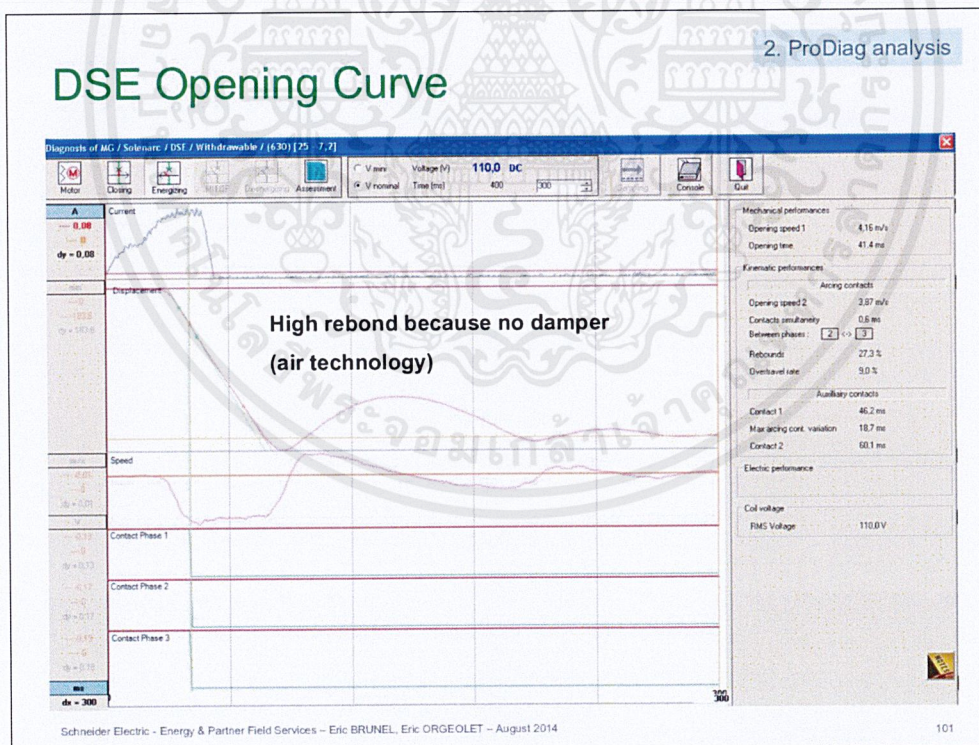 2. ProDiag analysis
DSE Opening Curve
Diagnosis of MG / Solenarc / DSE / Withdrawable / (630) [25 - 7,2]
Motor
Closing
Energizing
Assessment
V mini
V nominal
Voltage (V)
110,0 DC
Time (ms)
400
300
Console
Quit
A
0,08
0
dy = 0,08
Current
Displacement
High rebond because no damper
(air technology)
Speed
Contact Phase 1
Contact Phase 2
Contact Phase 3
ms
dx = 300
300
300
Mechanical performances
Opening speed 1 4,16 m/s
Opening time 41.4 ms
Kinematic performances
Arcing contacts
Opening speed 2 3,87 m/s
Contacts simultaneity 0,6 ms
Between phases : 2 <-> 3
Rebounds 27,3 %
Overtravel rate 9,0 %
Auxiliary contacts
Contact 1 46.2 ms
Max arcing cont. variation 18,7 ms
Contact 2 60.1 ms
Electric performance
Coil voltage
RMS Voltage 110.0 V
NOTES
Schneider Electric - Energy & Partner Field Services – Eric BRUNEL, Eric ORGEOLET – August 2014
101